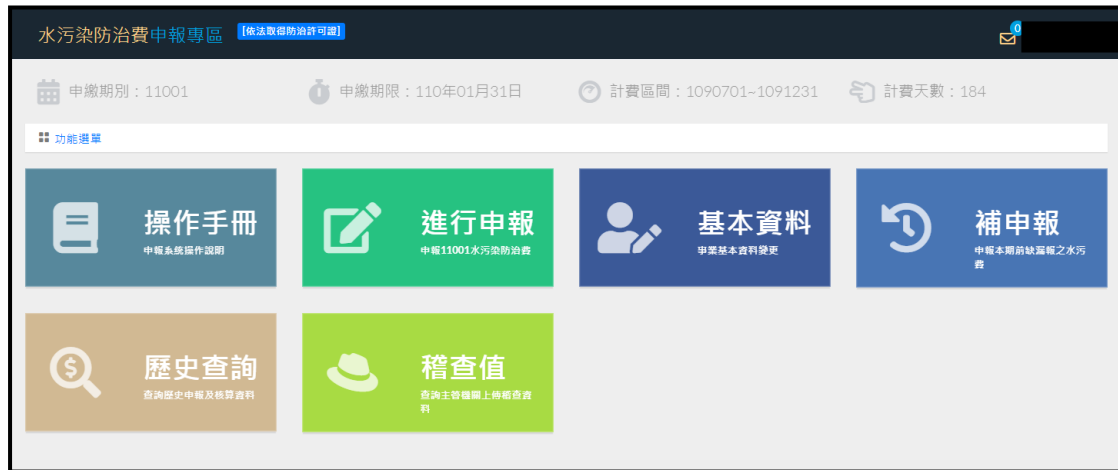 水污染防治費申報專區 [依法取得防治許可證]
0
申繳期別：11001
申繳期限：110年01月31日
計費區間：1090701~1091231
計費天數：184
功能選單
操作手冊
申報系統操作說明
進行申報
申報11001水污染防治費
基本資料
事業基本資料變更
補申報
申報本期前缺漏報之水污
費
歷史查詢
查詢歷史申報及核算資料
稽查值
查詢主管機關上傳稽查資
料